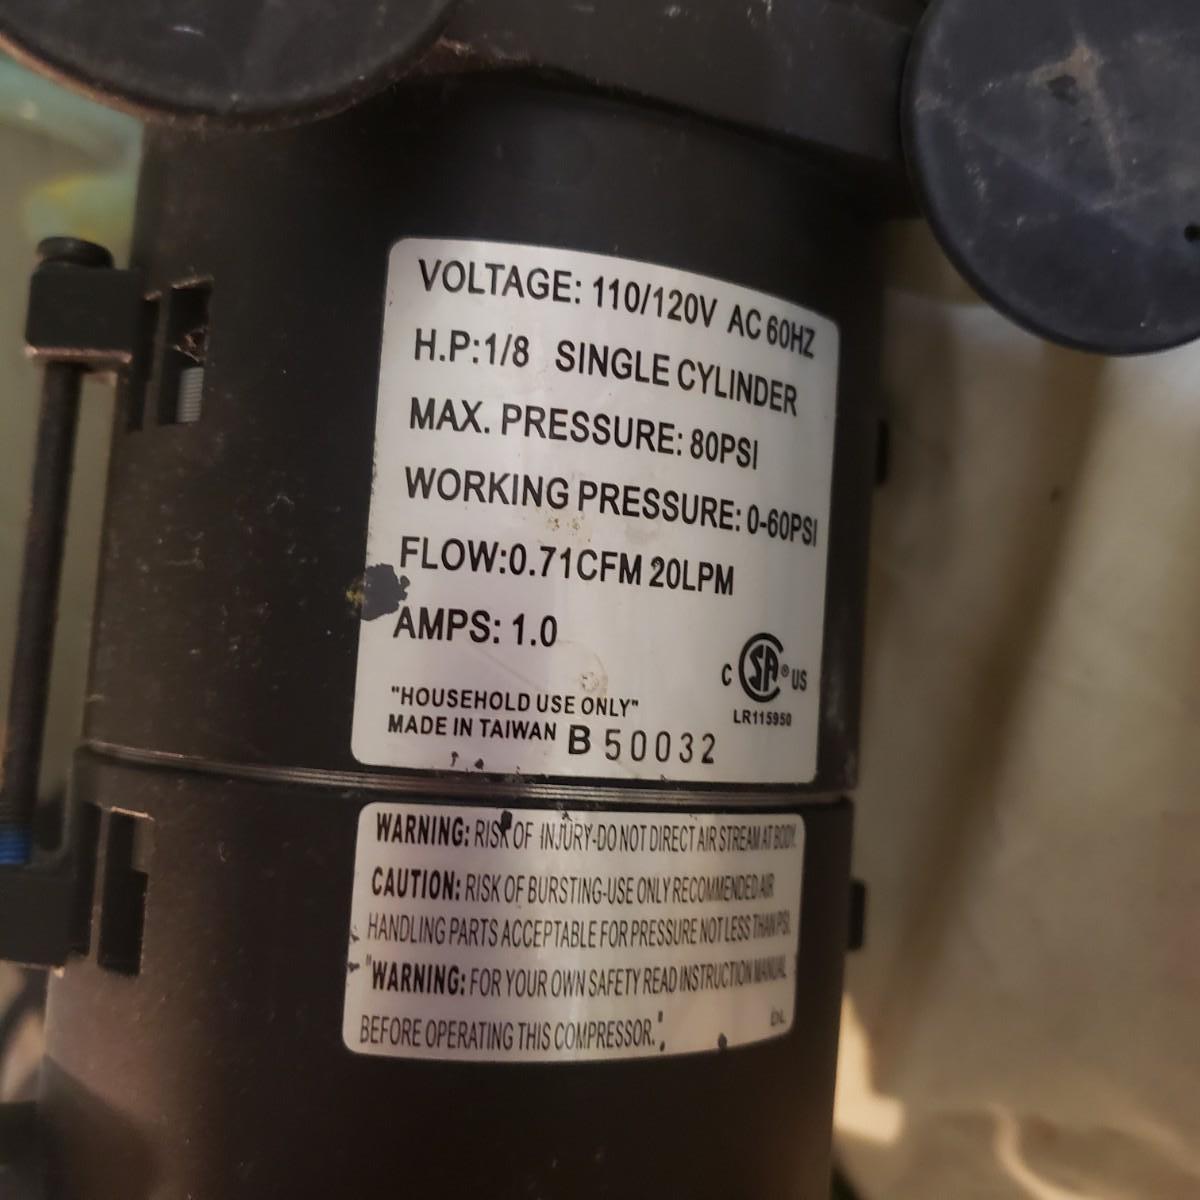 VOLTAGE: 110/120V AC 60HZ
H.P:1/8 SINGLE CYLINDER
MAX. PRESSURE: 80PSI
WORKING PRESSURE: 0-60PSI
FLOW:0.71CFM 20LPM
AMPS: 1.0
C SA ® US
LR115950
"HOUSEHOLD USE ONLY"
MADE IN TAIWAN B 50032
WARNING: RISK OF INJURY-DO NOT DIRECT AIR STREAM AT BODY.
CAUTION: RISK OF BURSTING-USE ONLY RECOMMENDED AIR
HANDLING PARTS ACCEPTABLE FOR PRESSURE NOT LESS THAN PSI.
"WARNING: FOR YOUR OWN SAFETY READ INSTRUCTION MANUAL
BEFORE OPERATING THIS COMPRESSOR."